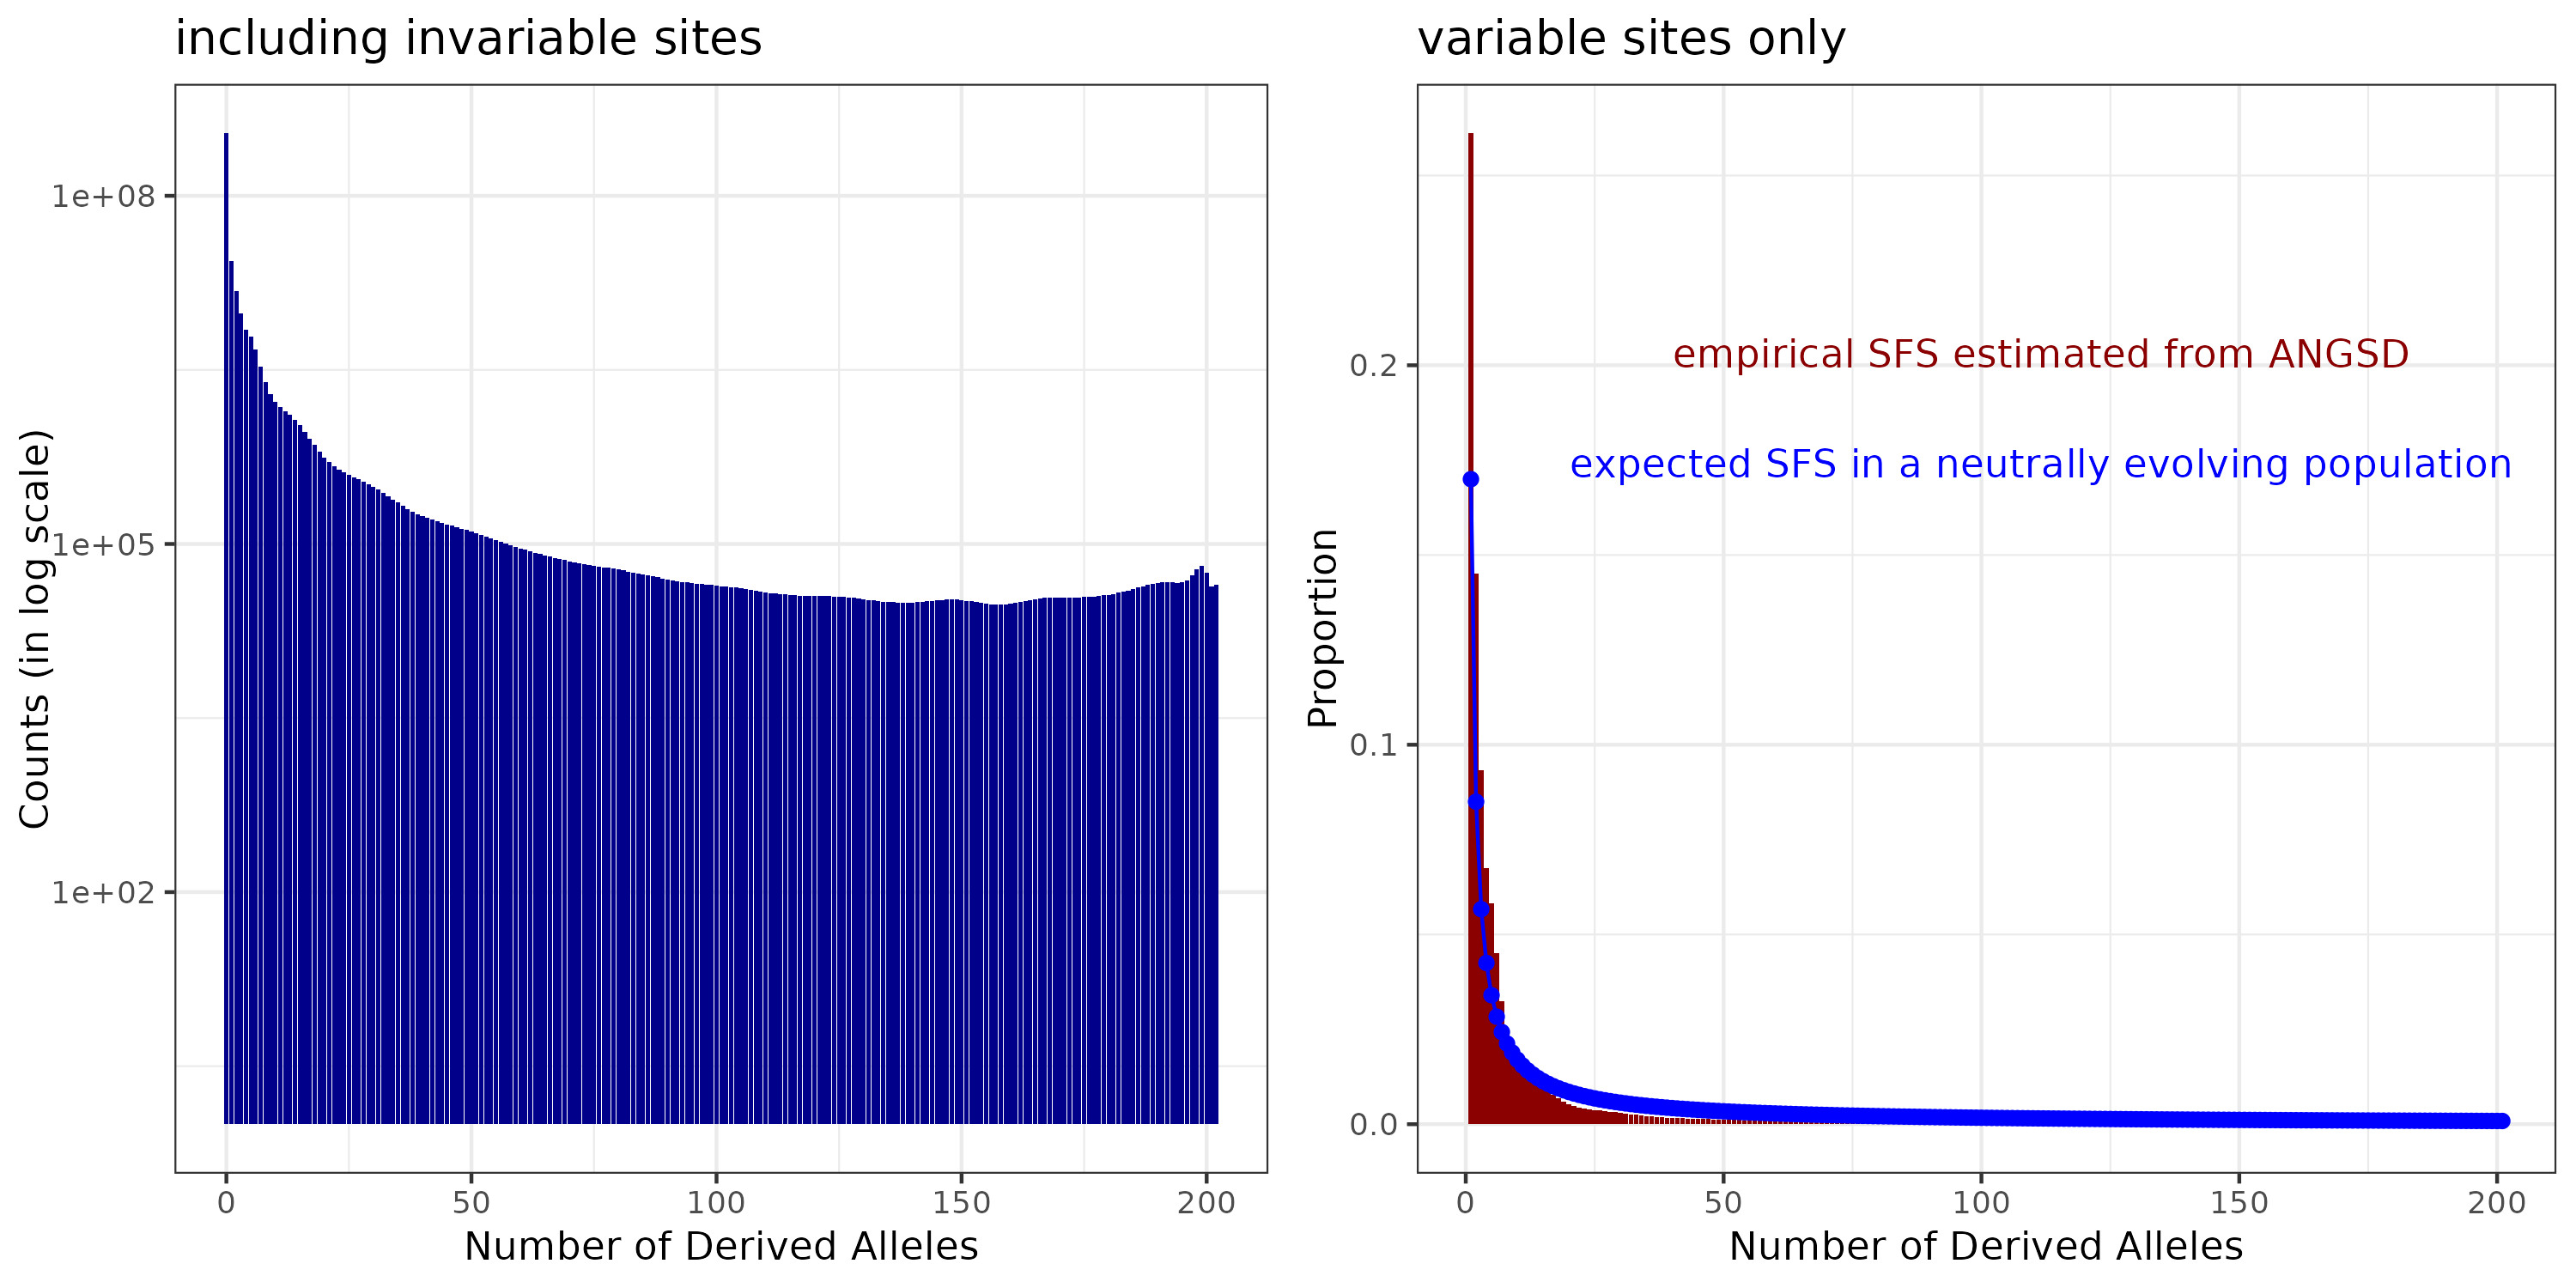 including invariable sites
Counts (in log scale)
1e+08
1e+05
1e+02
0 50 100 150 200
Number of Derived Alleles
variable sites only
empirical SFS estimated from ANGSD
expected SFS in a neutrally evolving population
Proportion
0.2
0.1
0.0
0 50 100 150 200
Number of Derived Alleles